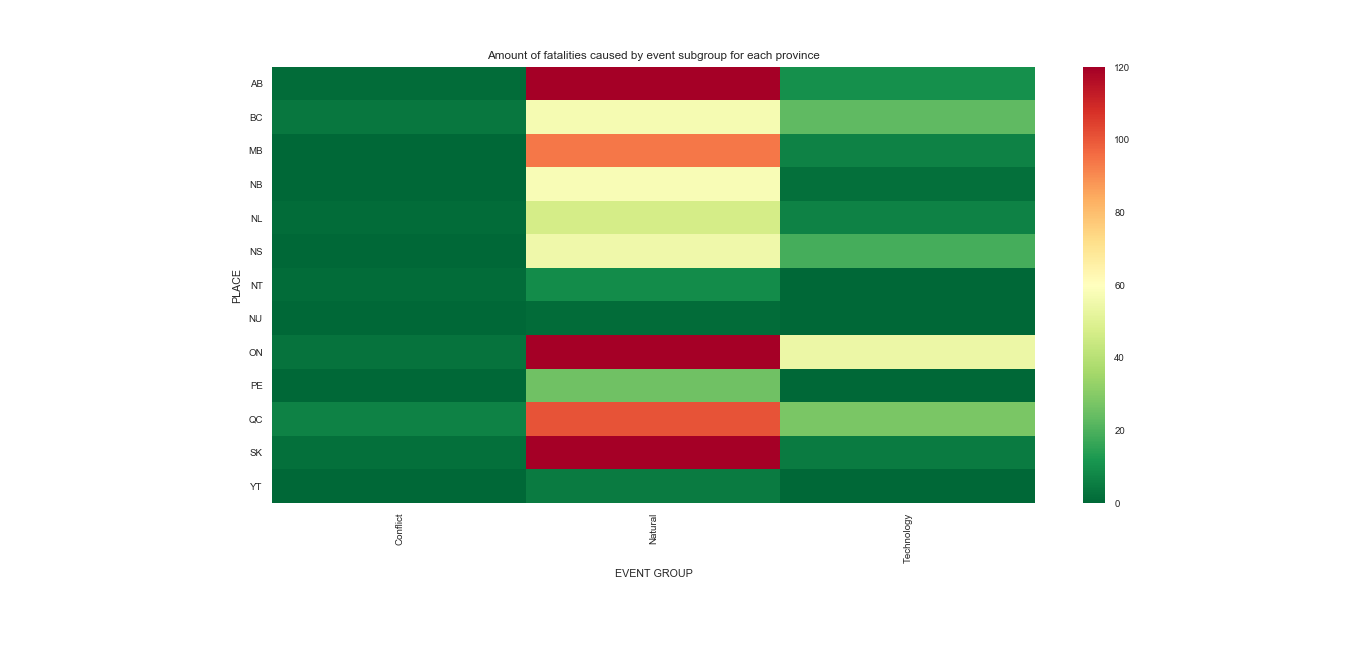 Amount of fatalities caused by event subgroup for each province
PLACE
AB
BC
MB
NB
NL
NS
NT
NU
ON
PE
QC
SK
YT
Conflict
Natural
Technology
EVENT GROUP
120
100
80
60
40
20
0